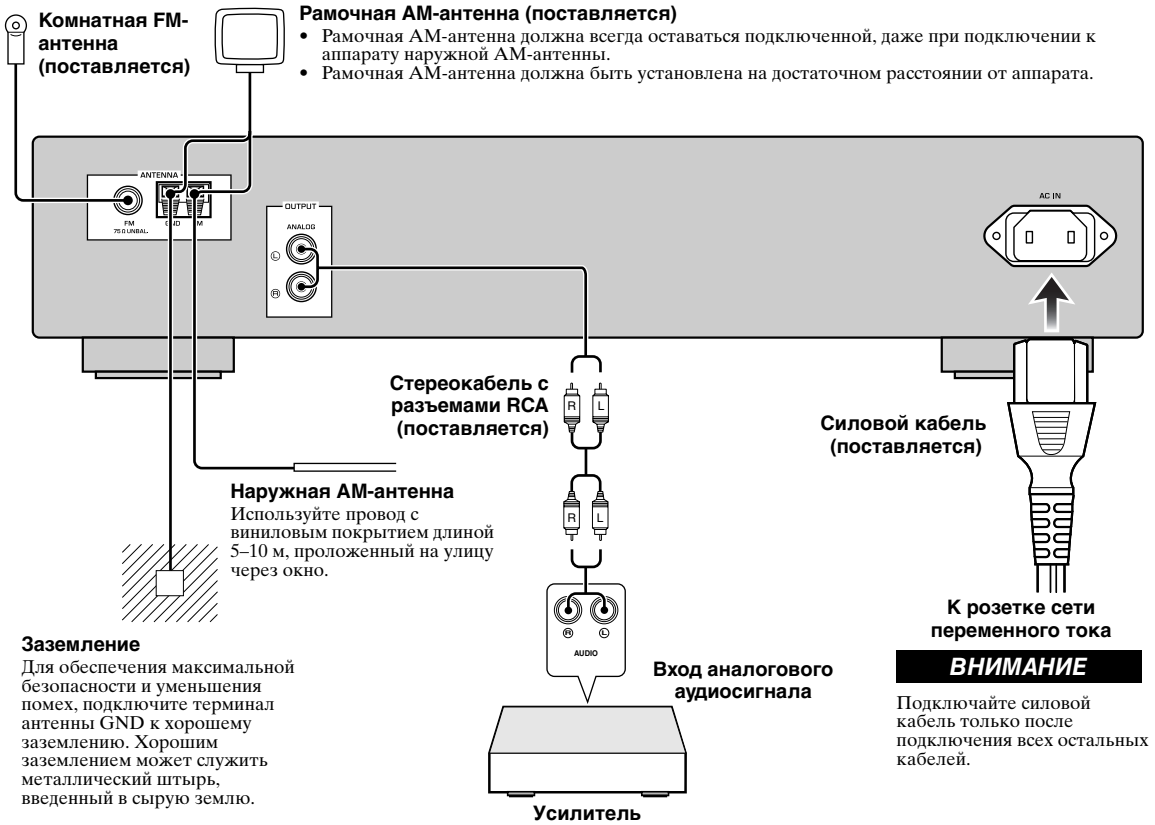 Комнатная FM-
антенна
(поставляется)
Рамочная AM-антенна (поставляется)
• Рамочная AM-антенна должна всегда оставаться подключенной, даже при подключении к
аппарату наружной AM-антенны.
• Рамочная AM-антенна должна быть установлена на достаточном расстоянии от аппарата.
ANTENNA
FM
75 Ω UNBAL.
GND
OUTPUT
ANALOG
L
R
AC IN
Стереокабель с
разъемами RCA
(поставляется)
R L
R L
Силовой кабель
(поставляется)
Наружная AM-антенна
Используйте провод с
виниловым покрытием длиной
5–10 м, проложенный на улицу
через окно.
R L
AUDIO
Вход аналогового
аудиосигнала
Усилитель
К розетке сети
переменного тока
ВНИМАНИЕ
Подключайте силовой
кабель только после
подключения всех остальных
кабелей.
Заземление
Для обеспечения максимальной
безопасности и уменьшения
помех, подключите терминал
антенны GND к хорошему
заземлению. Хорошим
заземлением может служить
металлический штырь,
введенный в сырую землю.